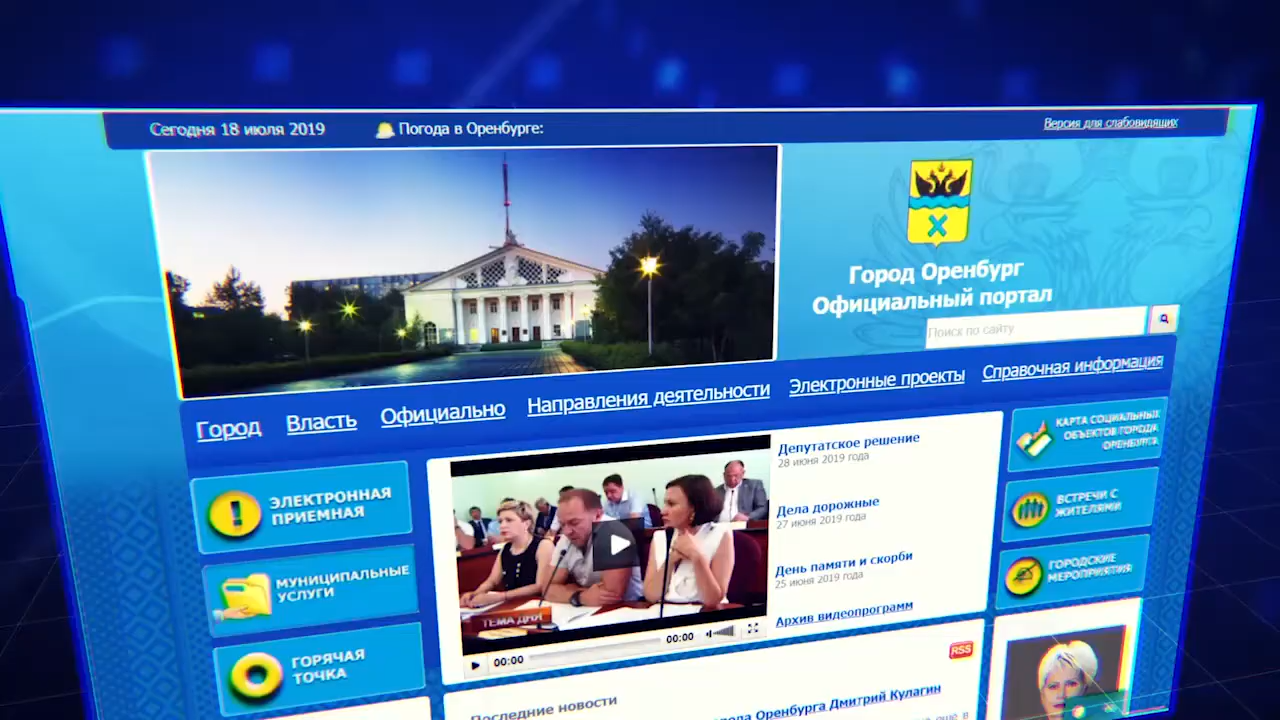 Сегодня 18 июля 2019
Погода в Оренбурге:
Версия для слабовидящих
Город Оренбург
Официальный портал
Поиск по сайту
Город
Власть
Официально
Направления деятельности
Электронные проекты
Справочная информация
ЭЛЕКТРОННАЯ
ПРИЕМНАЯ
МУНИЦИПАЛЬНЫЕ
УСЛУГИ
ГОРЯЧАЯ
ТОЧКА
ТЕМА ДНЯ
00:00
00:00
Депутатское решение
28 июня 2019 года
Дела дорожные
27 июня 2019 года
День памяти и скорби
25 июня 2019 года
Архив видеопрограмм
КАРТА СОЦИАЛЬНЫХ
ОБЪЕКТОВ ГОРОДА
ОРЕНБУРГА
ВСТРЕЧИ С
ЖИТЕЛЯМИ
ГОРОДСКИЕ
МЕРОПРИЯТИЯ
RSS
Последние новости
Оренбурга Дмитрий Кулагин